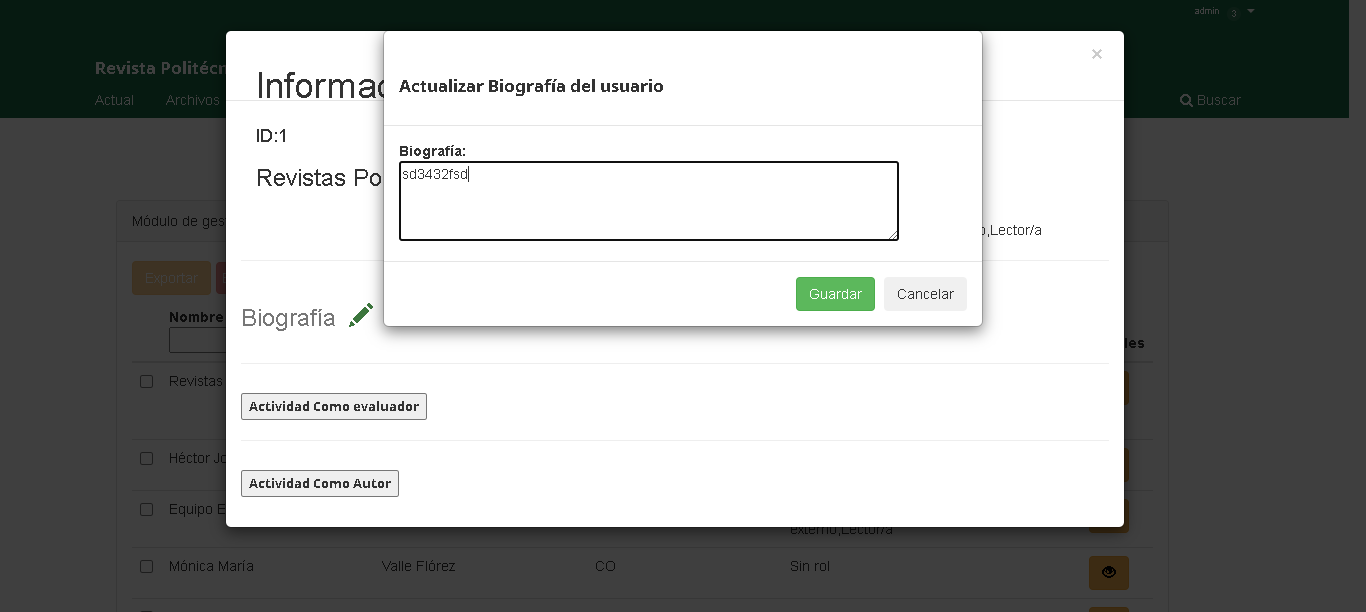 admin 3
Revista Politécn
Actual Archivos
Buscar
Informac
×
ID:1
Revistas Po
,Lector/a
Actualizar Biografía del usuario
Biografía:
sd3432fsd
Guardar Cancelar
Módulo de ges
Exportar
Biografía
Nombre
les
Revistas
Actividad Como evaluador
Héctor Jo
Actividad Como Autor
Equipo E
externo,Lector/a
Mónica María Valle Flórez CO Sin rol